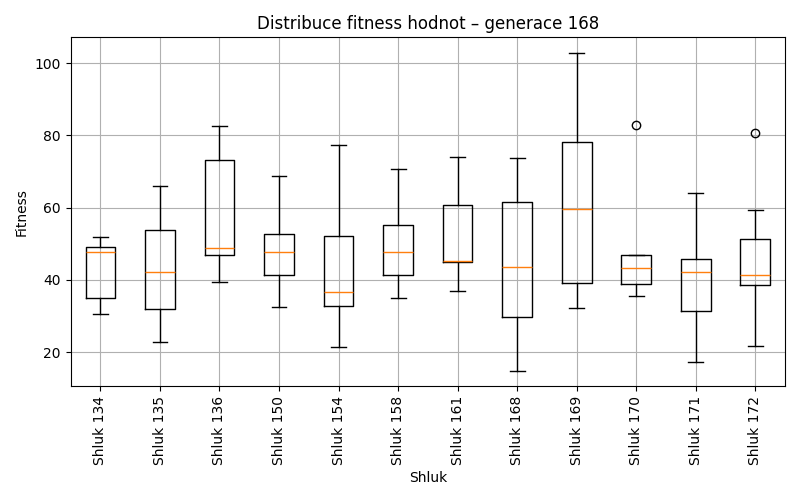 Distribuce fitness hodnot – generace 168
Fitness
100
80
60
40
20
Shluk 134
Shluk 135
Shluk 136
Shluk 150
Shluk 154
Shluk 158
Shluk 161
Shluk 168
Shluk 169
Shluk 170
Shluk 171
Shluk 172
Shluk